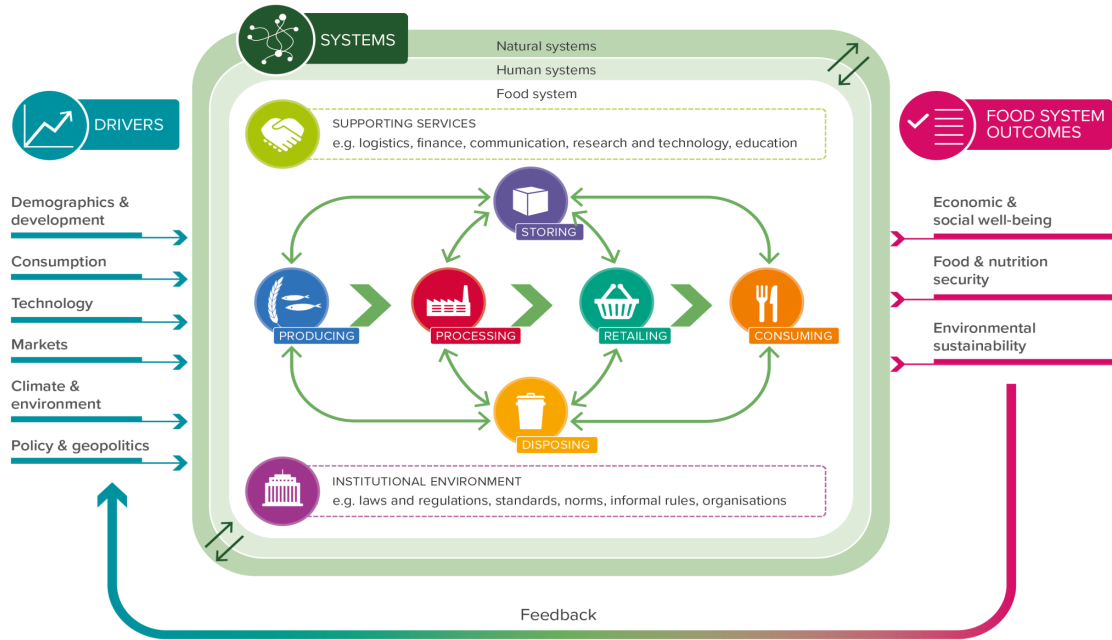 SYSTEMS
Natural systems
Human systems
Food system
DRIVERS
Demographics &
development
Consumption
Technology
Markets
Climate &
environment
Policy & geopolitics
SUPPORTING SERVICES
e.g. logistics, finance, communication, research and technology, education
STORING
PRODUCING
PROCESSING
RETAILING
CONSUMING
DISPOSING
INSTITUTIONAL ENVIRONMENT
e.g. laws and regulations, standards, norms, informal rules, organisations
FOOD SYSTEM
OUTCOMES
Economic &
social well-being
Food & nutrition
security
Environmental
sustainability
Feedback